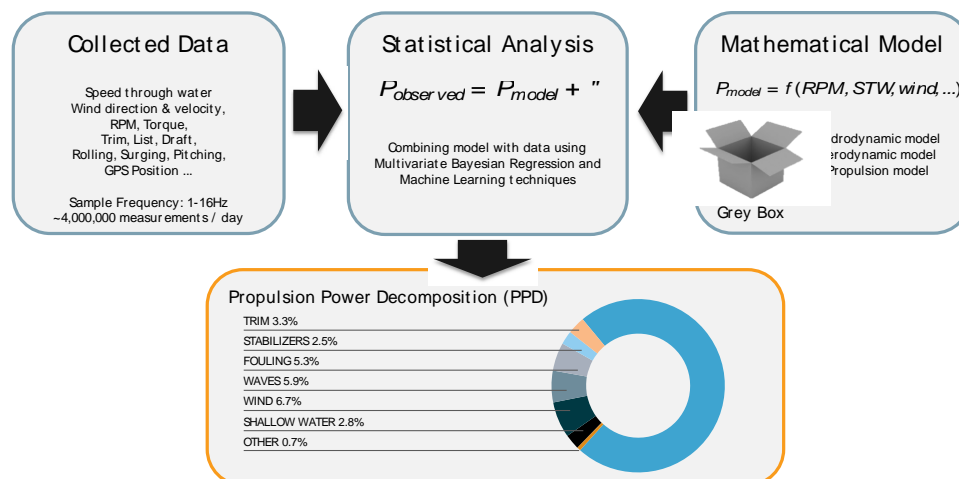 Collected Data
Speed through water
Wind direction & velocity,
RPM, Torque,
Trim, List, Draft,
Rolling, Surging, Pitching,
GPS Position ...
Sample Frequency: 1-16Hz
~4,000,000 measurements / day
Statistical Analysis
Pobserved = Pmodel + "
Combining model with data using
Multivariate Bayesian Regression and
Machine Learning techniques
Mathematical Model
Pmodel = f (RPM, STW, wind, ...)
drodynamic model
erodynamic model
Propulsion model
Grey Box
Propulsion Power Decomposition (PPD)
TRIM 3.3%
STABILIZERS 2.5%
FOULING 5.3%
WAVES 5.9%
WIND 6.7%
SHALLOW WATER 2.8%
OTHER 0.7%